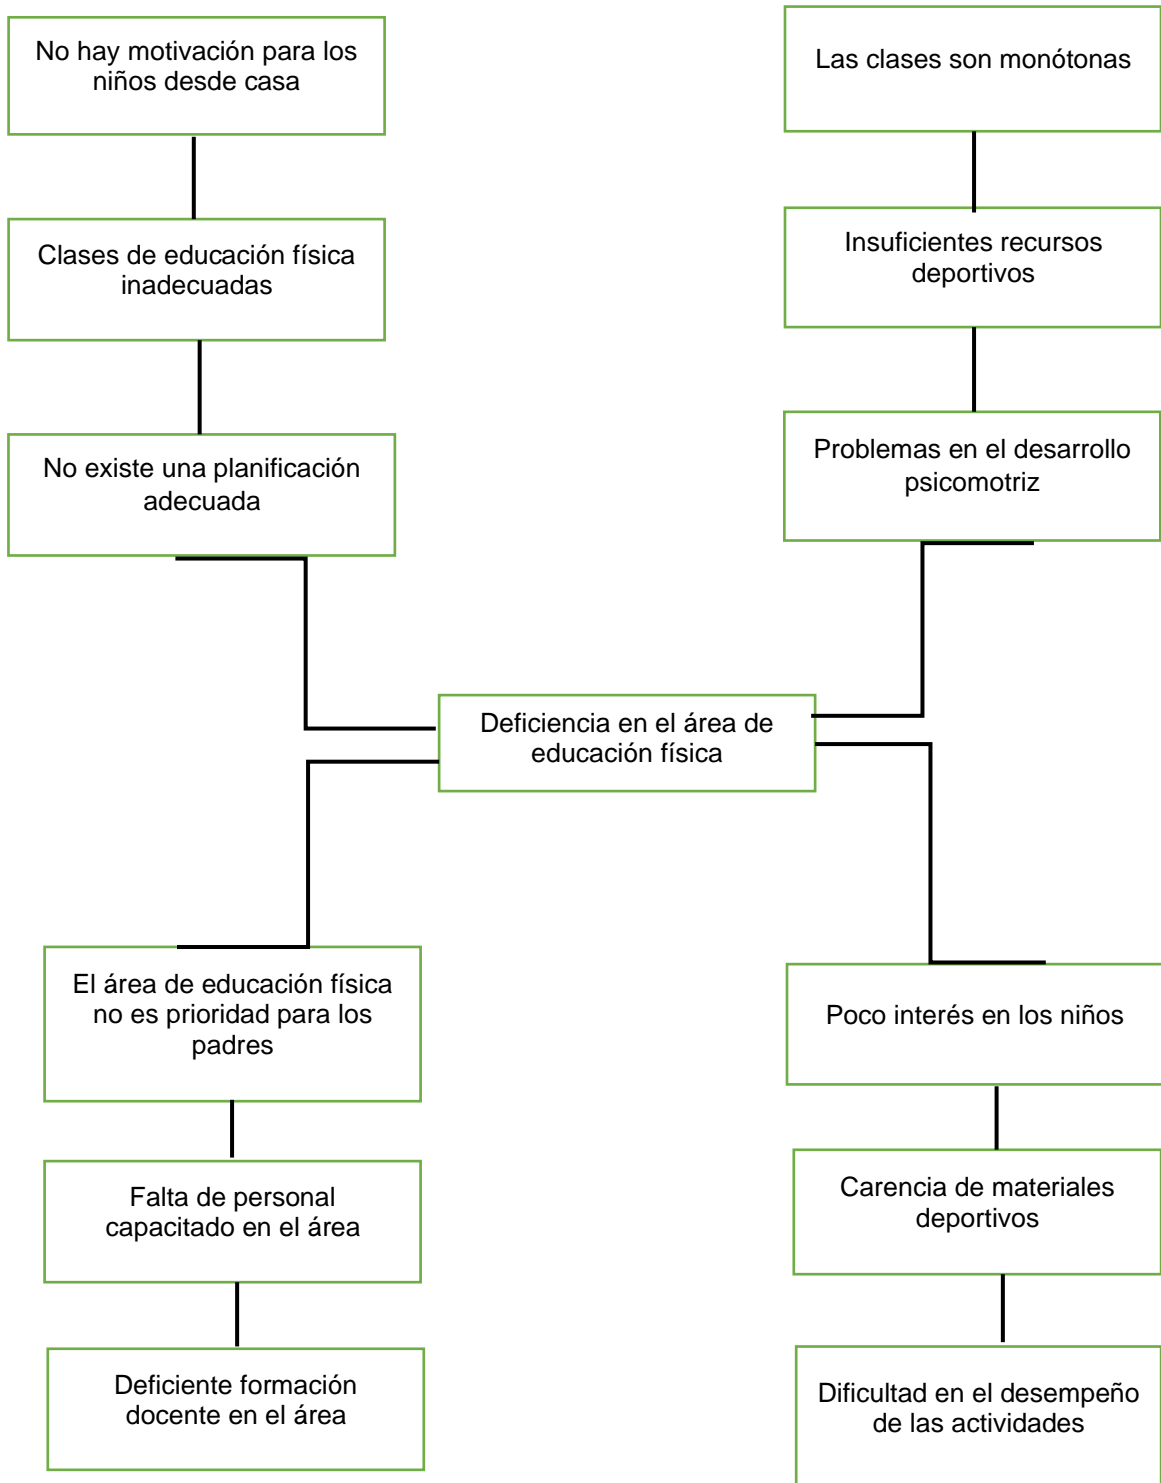 No hay motivación para los
niños desde casa
Las clases son monótonas
Clases de educación física
inadecuadas
Insuficientes recursos
deportivos
No existe una planificación
adecuada
Problemas en el desarrollo
psicomotriz
Deficiencia en el área de
educación física
El área de educación física
no es prioridad para los
padres
Poco interés en los niños
Falta de personal
capacitado en el área
Carencia de materiales
deportivos
Deficiente formación
docente en el área
Dificultad en el desempeño
de las actividades